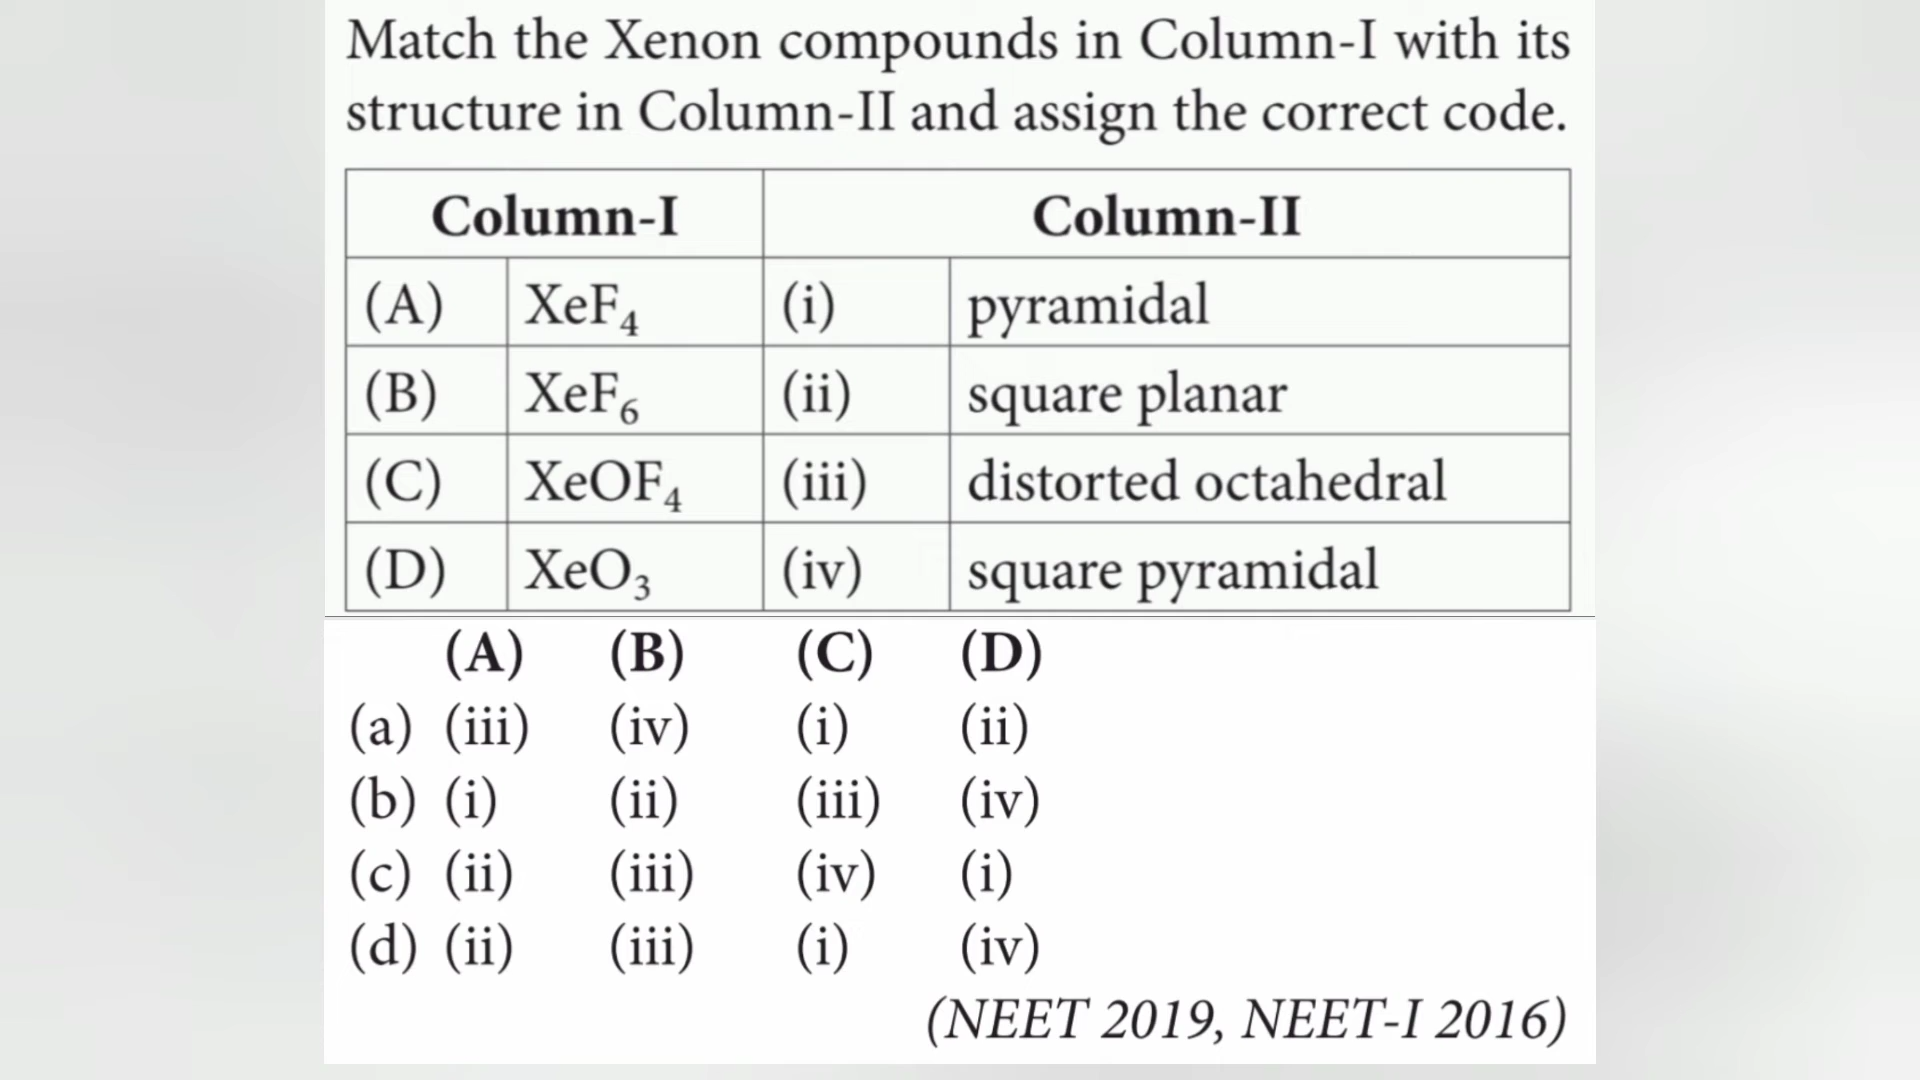 Match the Xenon compounds in Column-I with its
structure in Column-II and assign the correct code.
Column-I Column-II
(A) XeF₄ (i) pyramidal
(B) XeF₆ (ii) square planar
(C) XeOF₄ (iii) distorted octahedral
(D) XeO₃ (iv) square pyramidal
(A) (B) (C) (D)
(a) (iii) (iv) (i) (ii)
(b) (i) (ii) (iii) (iv)
(c) (ii) (iii) (iv) (i)
(d) (ii) (iii) (i) (iv)
(NEET 2019, NEET-I 2016)